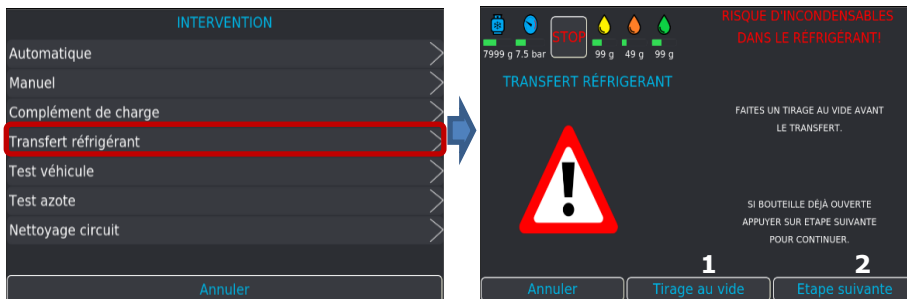 INTERVENTION
Automatique
Manuel
Complément de charge
Transfert réfrigérant
Test véhicule
Test azote
Nettoyage circuit
Annuler
STOP
7999 g 7.5 bar 99 g 49 g 99 g
RISQUE D'INCONDENSABLES
DANS LE RÉFRIGÉRANT!
TRANSFERT RÉFRIGERANT
FAITES UN TIRAGE AU VIDE AVANT
LE TRANSFERT.
SI BOUTEILLE DÉJÀ OUVERTE
APPUYER SUR ETAPE SUIVANTE
POUR CONTINUER.
1 2
Annuler Tirage au vide Etape suivante